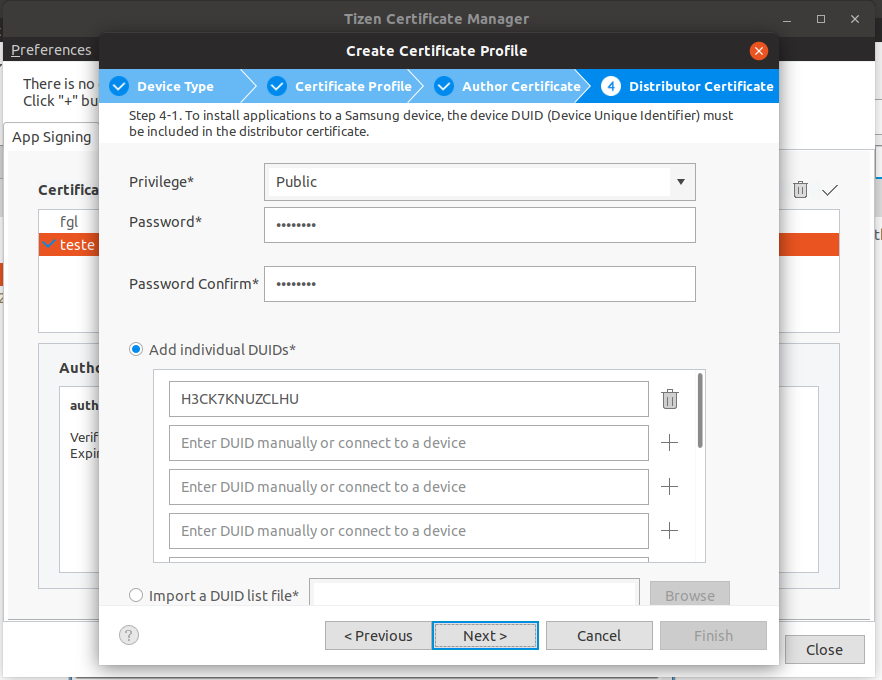 Tizen Certificate Manager
Preferences
Create Certificate Profile
There is no
Click "+" bu
Device Type
Certificate Profile
Author Certificate
4 Distributor Certificate
Step 4-1. To install applications to a Samsung device, the device DUID (Device Unique Identifier) must
be included in the distributor certificate.
App Signing
Privilege*
Public
Certifica
Password*
••••••••
fgl
teste
Password Confirm*
••••••••
Add individual DUIDs*
Autho
auth
Verif
Expir
H3CK7KNUZCLHU
Enter DUID manually or connect to a device
Enter DUID manually or connect to a device
Enter DUID manually or connect to a device
Import a DUID list file*
Browse
?
< Previous
Next >
Cancel
Finish
Close